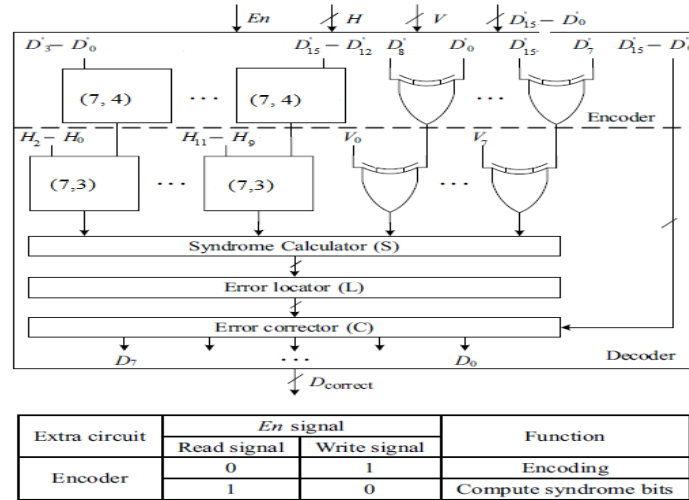 En H V D'15 – D'0
D'3 – D'0 D'15 – D'12 D'8 D'0 D'15 D'7 D'15 – D'0
(7, 4) ... (7, 4) ...
Encoder
H2 – H0 H11 – H9 V0 V7
(7,3) ... (7,3) ...
Syndrome Calculator (S)
Error locator (L)
Error corrector (C)
D7 ... D0
Decoder
Dcorrect
Extra circuit En signal Function
Read signal Write signal
Encoder 0 1 Encoding
1 0 Compute syndrome bits